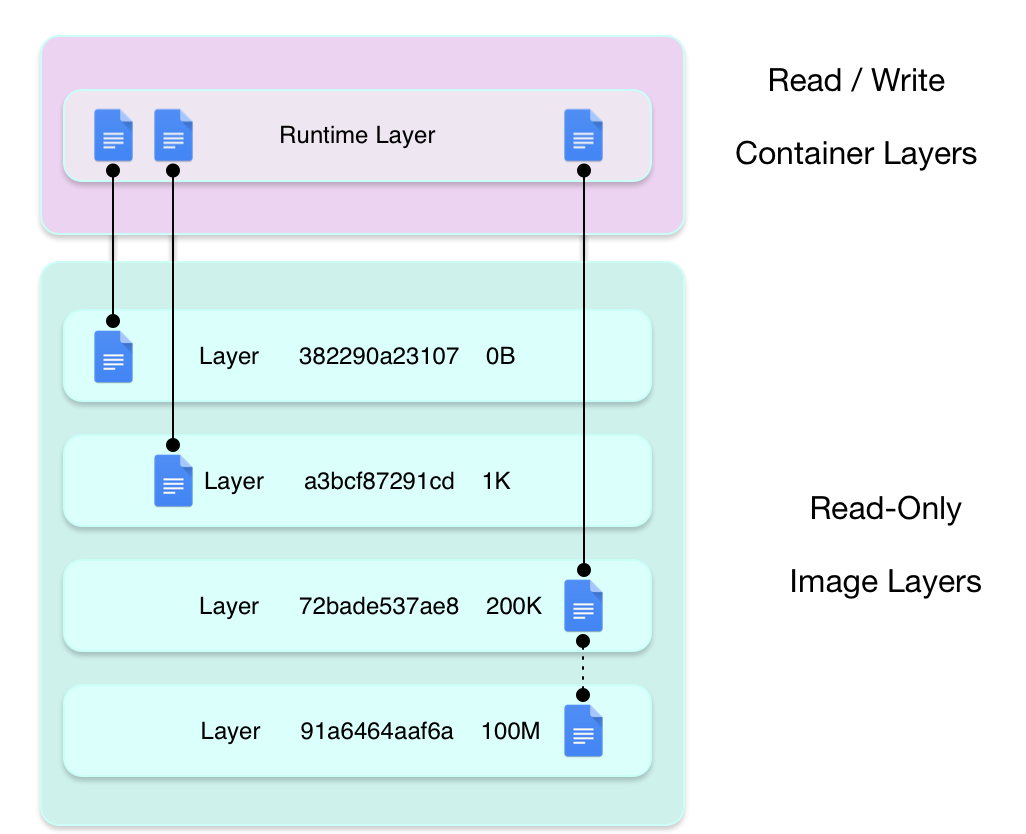 Read / Write
Container Layers
Runtime Layer
Layer 382290a23107 0B
Layer a3bcf87291cd 1K
Layer 72bade537ae8 200K
Layer 91a6464aaf6a 100M
Read-Only
Image Layers